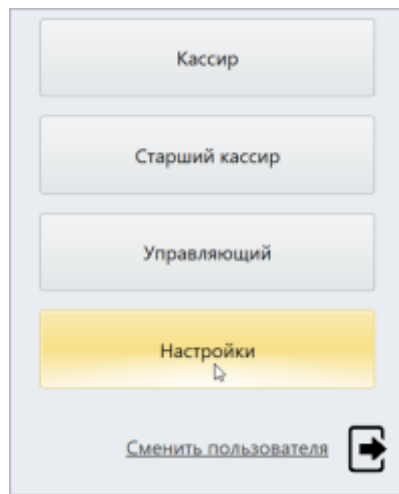 Кассир
Старший кассир
Управляющий
Настройки
Сменить пользователя